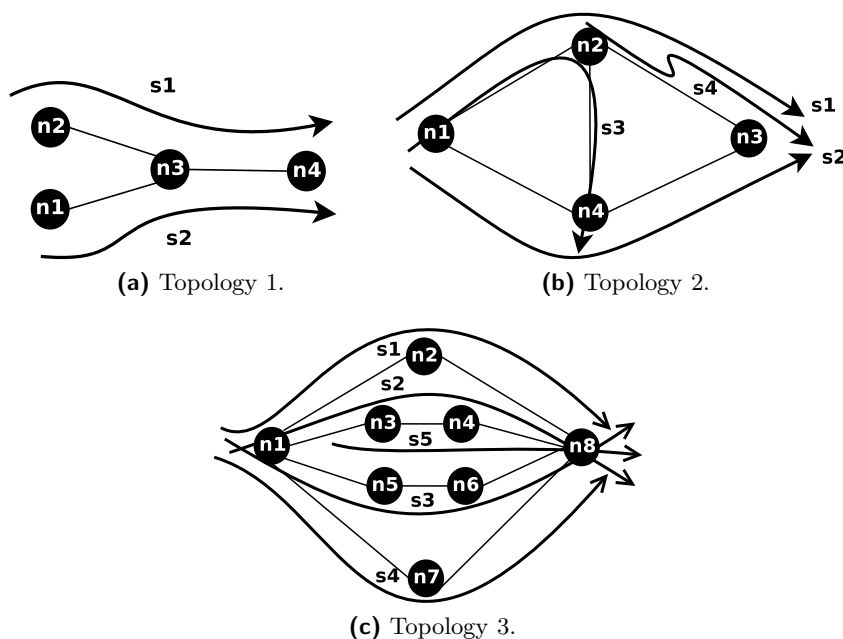 s1
n2
n3
n4
n1
s2
(a) Topology 1.
n2
s4
s1
n1
s3
n3
s2
n4
(b) Topology 2.
s1
n2
s2
n3
n4
n1
s5
n8
n5
n6
s3
s4
n7
(c) Topology 3.